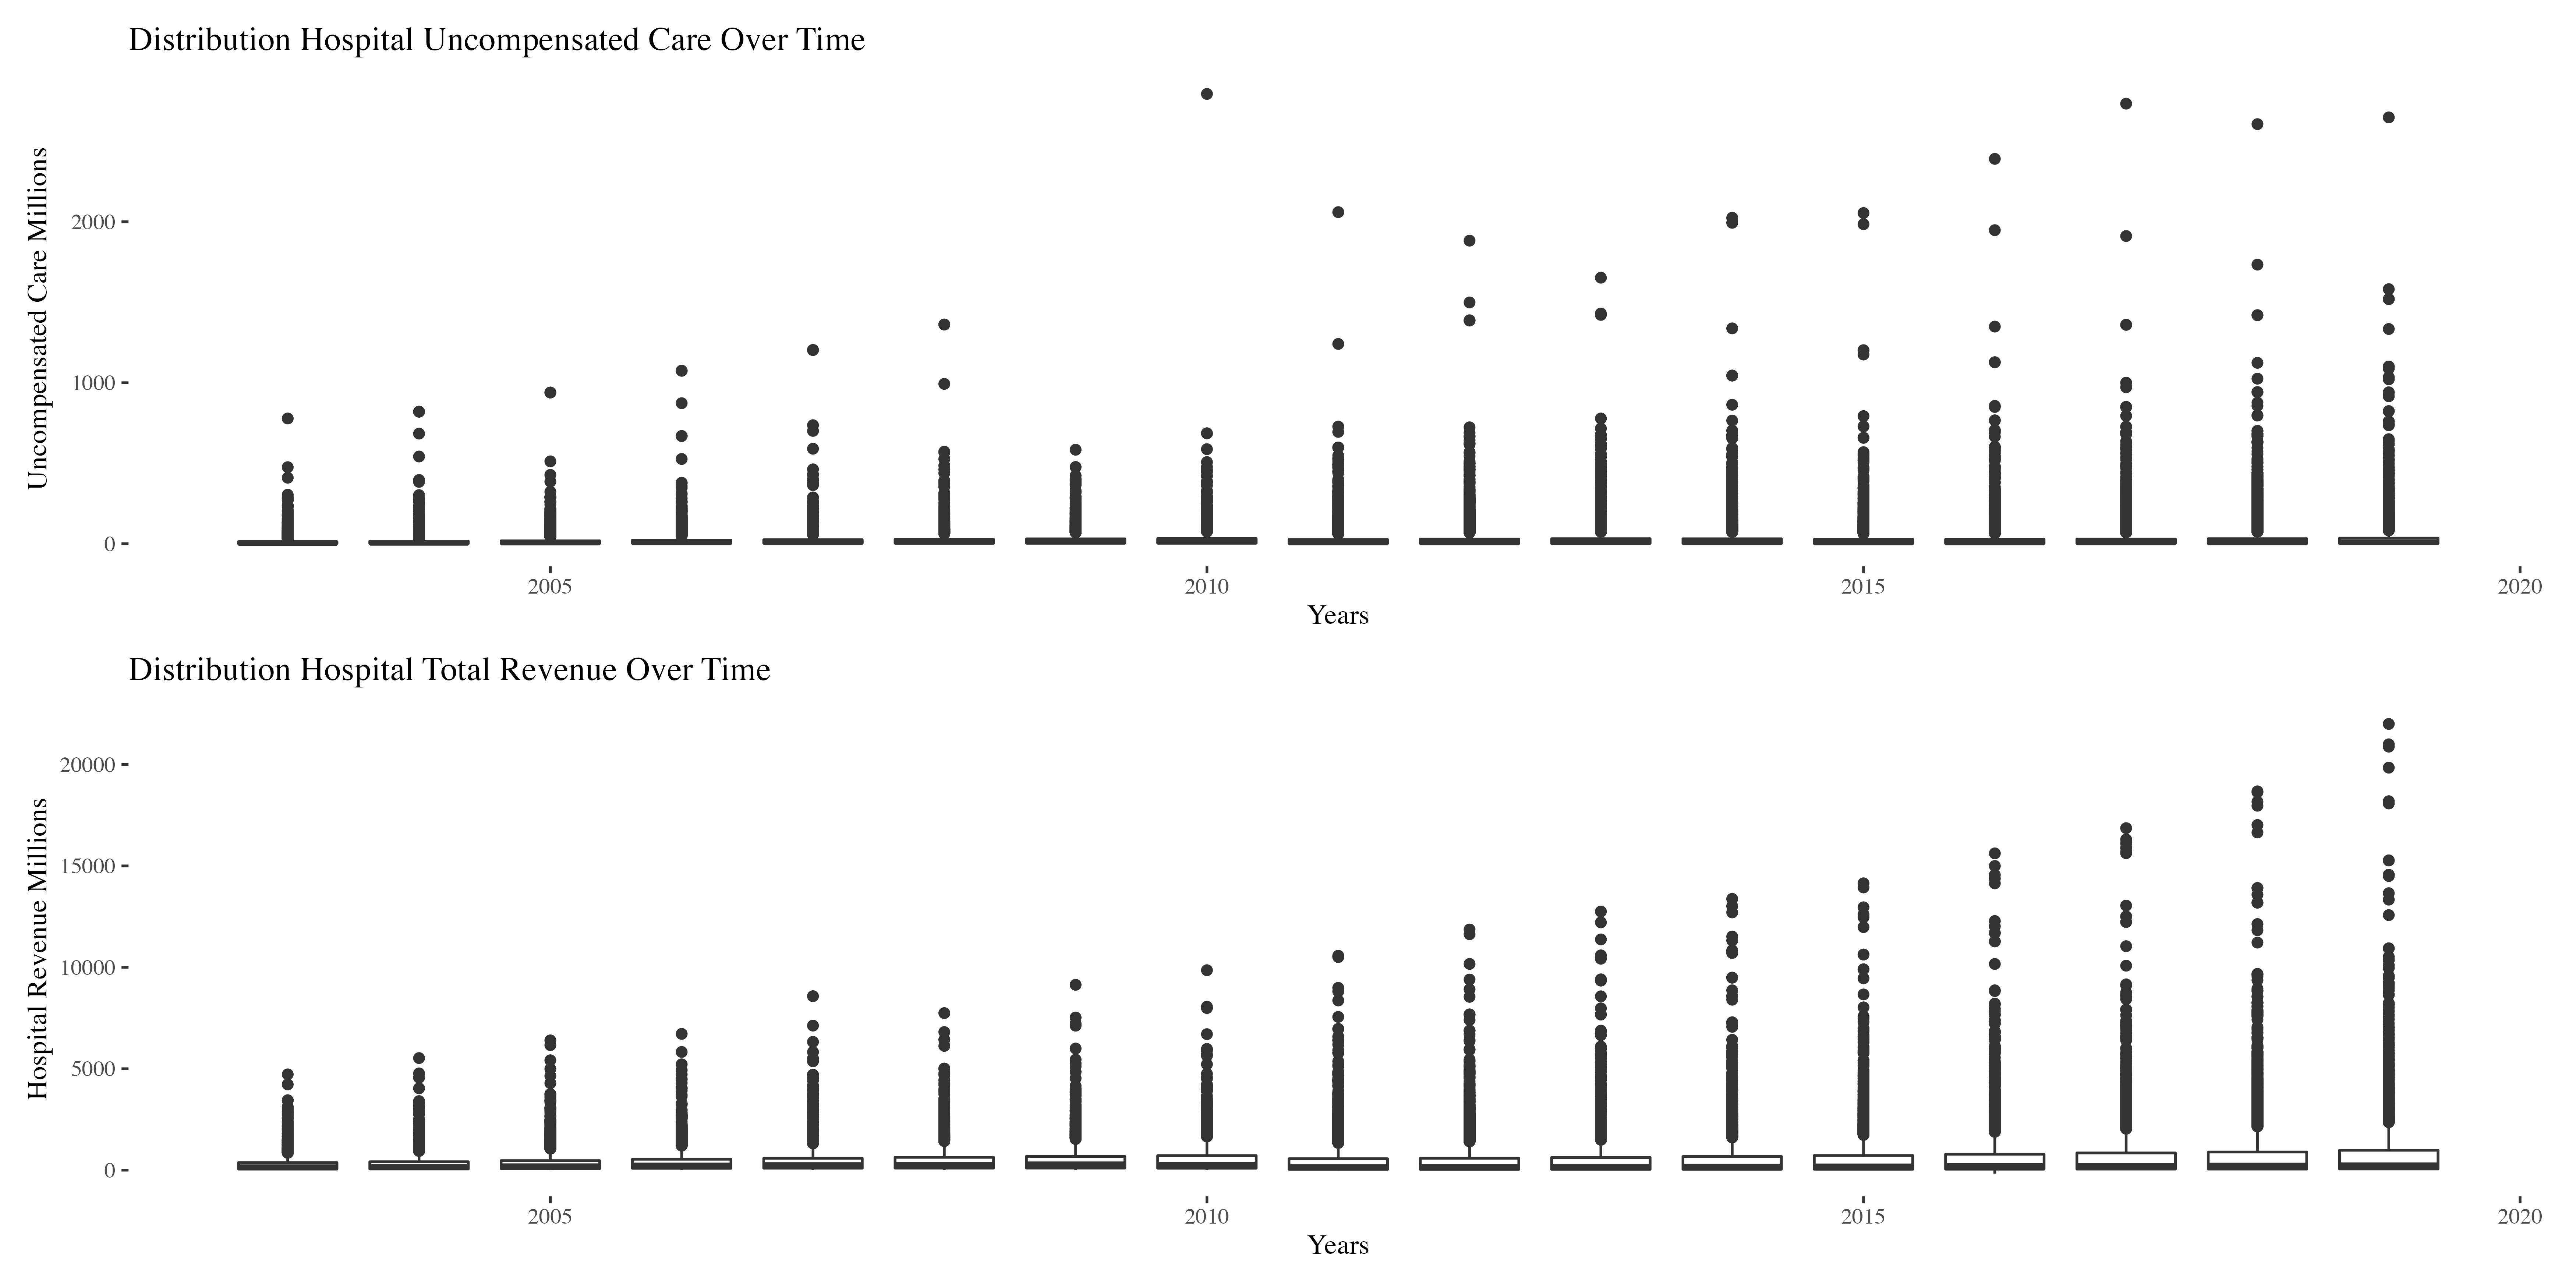 Distribution Hospital Uncompensated Care Over Time
Uncompensated Care Millions
2000
1000
0
2005 2010 2015 2020
Years
Distribution Hospital Total Revenue Over Time
Hospital Revenue Millions
20000
15000
10000
5000
0
2005 2010 2015 2020
Years